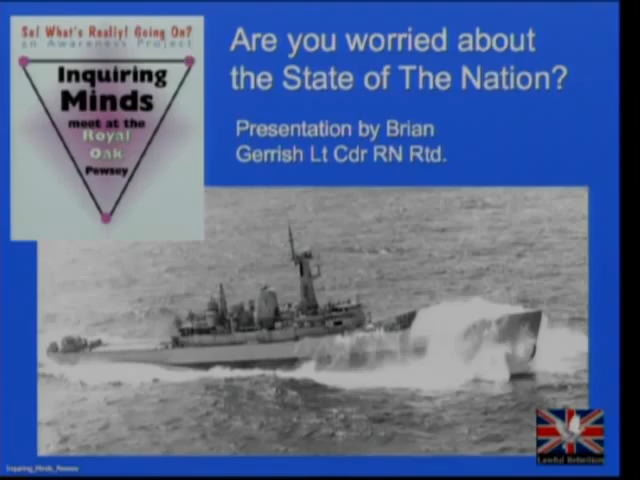 So! What's Really! Going On?
an Awareness Project
Inquiring
Minds
meet at the
Royal
Oak
Pewsey
Are you worried about
the State of The Nation?
Presentation by Brian
Gerrish Lt Cdr RN Rtd.
Lawful Rebellion
Inquiring_Minds_Pewsey